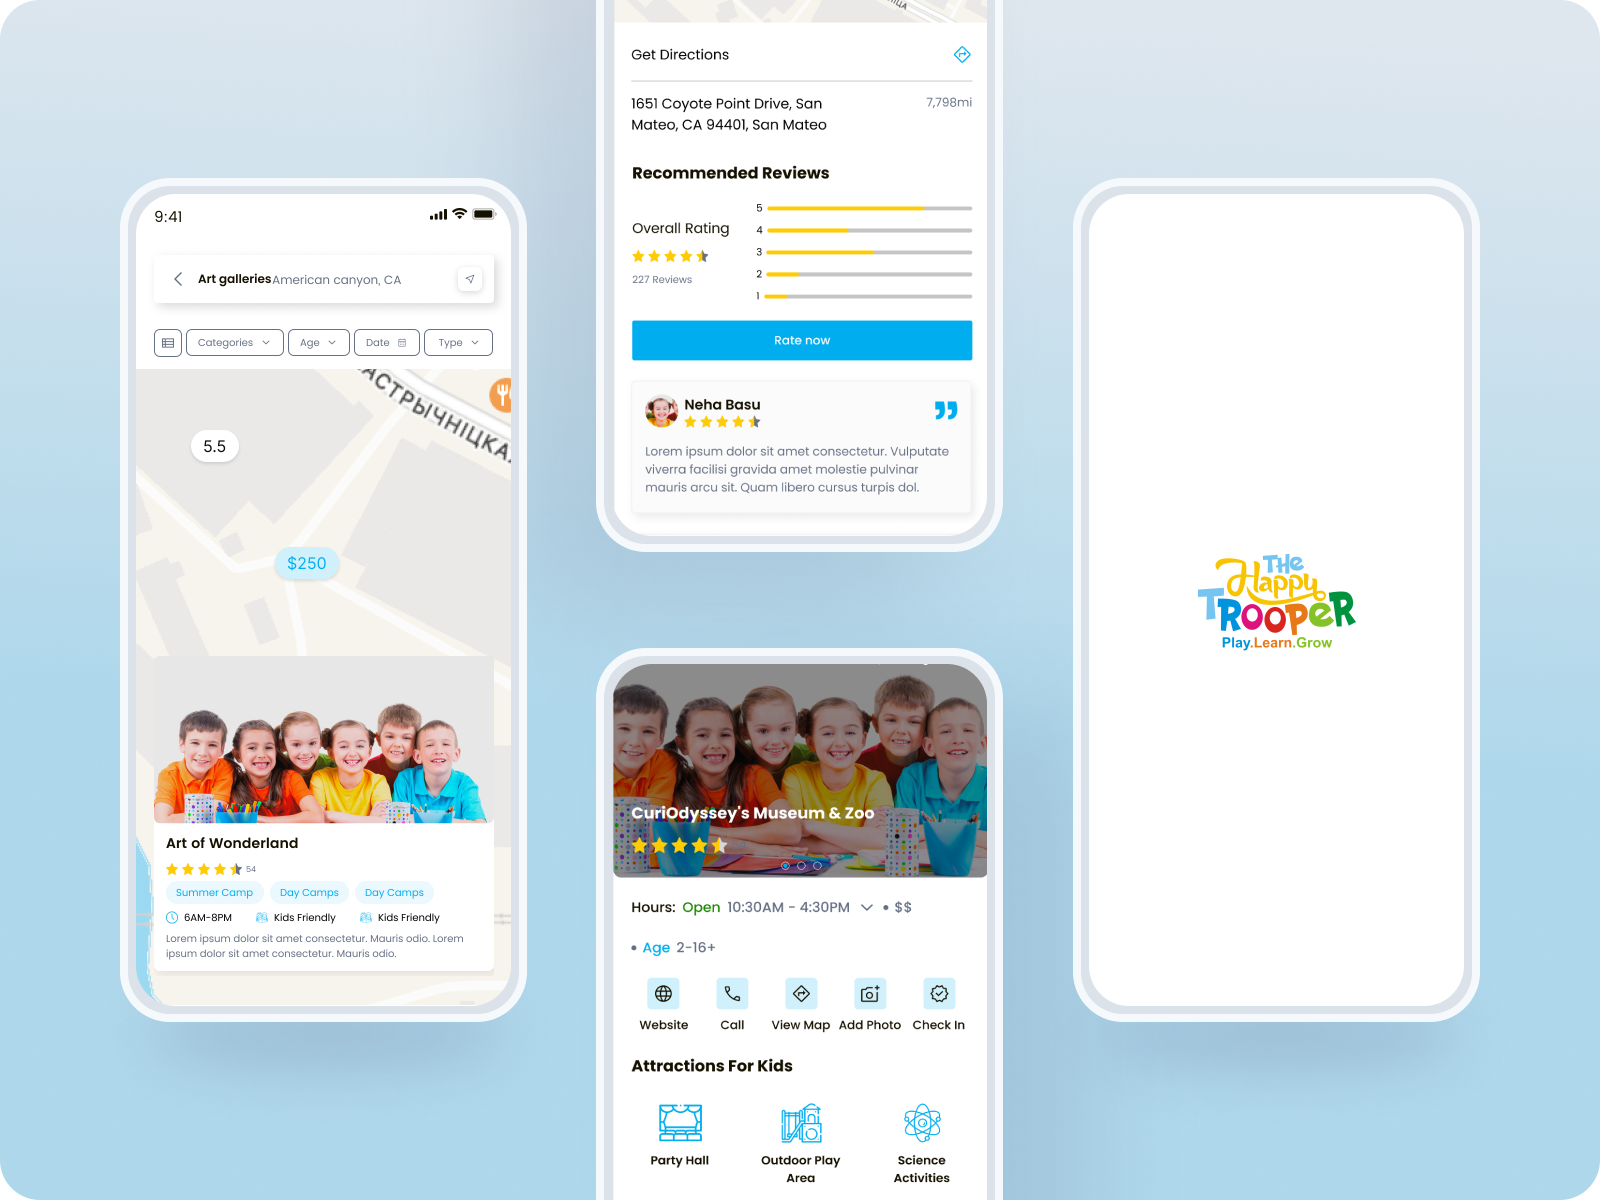 9:41
Art galleries American canyon, CA
Categories
Age
Date
Type
АСТРЫЧНІЦКА
5.5
$250
Art of Wonderland
54
Summer Camp
Day Camps
Day Camps
6AM-8PM
Kids Friendly
Kids Friendly
Lorem ipsum dolor sit amet consectetur. Mauris odio. Lorem
ipsum dolor sit amet consectetur. Mauris odio.
Get Directions
1651 Coyote Point Drive, San
Mateo, CA 94401, San Mateo
7,798mi
Recommended Reviews
Overall Rating
227 Reviews
5
4
3
2
1
Rate now
Neha Basu
Lorem ipsum dolor sit amet consectetur. Vulputate
viverra facilisi gravida amet molestie pulvinar
mauris arcu sit. Quam libero cursus turpis dol.
CuriOdyssey's Museum & Zoo
Hours: Open 10:30AM - 4:30PM • $$
• Age 2-16+
Website
Call
View Map
Add Photo
Check In
Attractions For Kids
Party Hall
Outdoor Play
Area
Science
Activities
THe
Happy
TROOPeR
Play.Learn.Grow